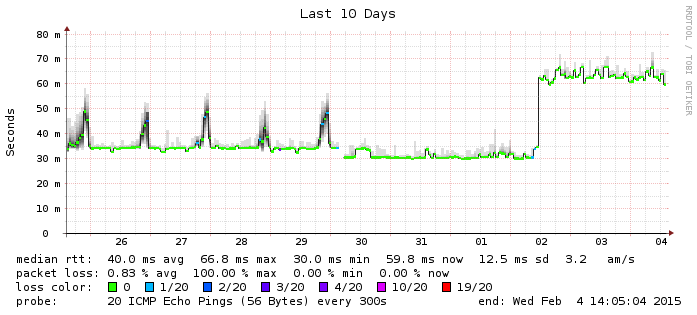 Last 10 Days
RRDTOOL / TOBI OETIKER
Seconds
80 m
70 m
60 m
50 m
40 m
30 m
20 m
10 m
0
26 27 28 29 30 31 01 02 03 04
median rtt: 40.0 ms avg 66.8 ms max 30.0 ms min 59.8 ms now 12.5 ms sd 3.2 am/s
packet loss: 0.83 % avg 100.00 % max 0.00 % min 0.00 % now
loss color: 0 1/20 2/20 3/20 4/20 10/20 19/20
probe: 20 ICMP Echo Pings (56 Bytes) every 300s end: Wed Feb 4 14:05:04 2015